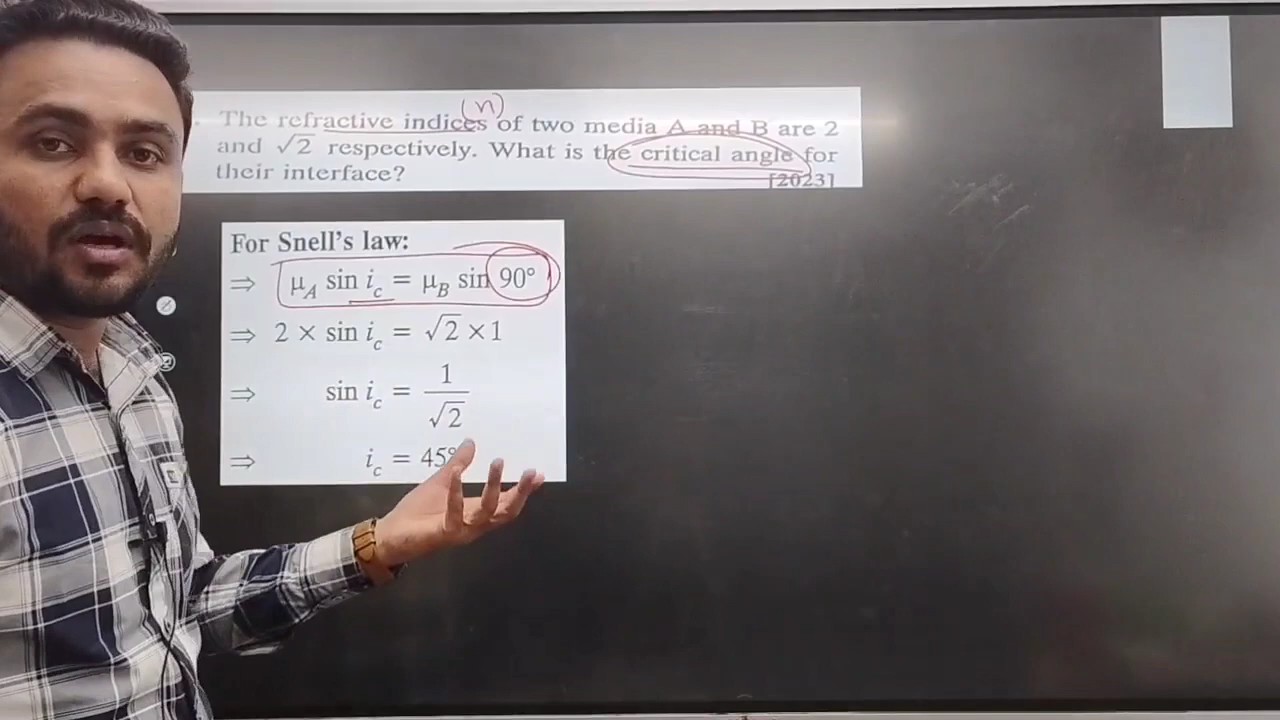 (n)
The refractive indices of two media A and B are 2
and √2 respectively. What is the critical angle for
their interface?
[2023]
For Snell's law:
⇒ μ_A sin i_c = μ_B sin 90°
⇒ 2 × sin i_c = √2 × 1
⇒ sin i_c = 1/√2
⇒ i_c = 45°